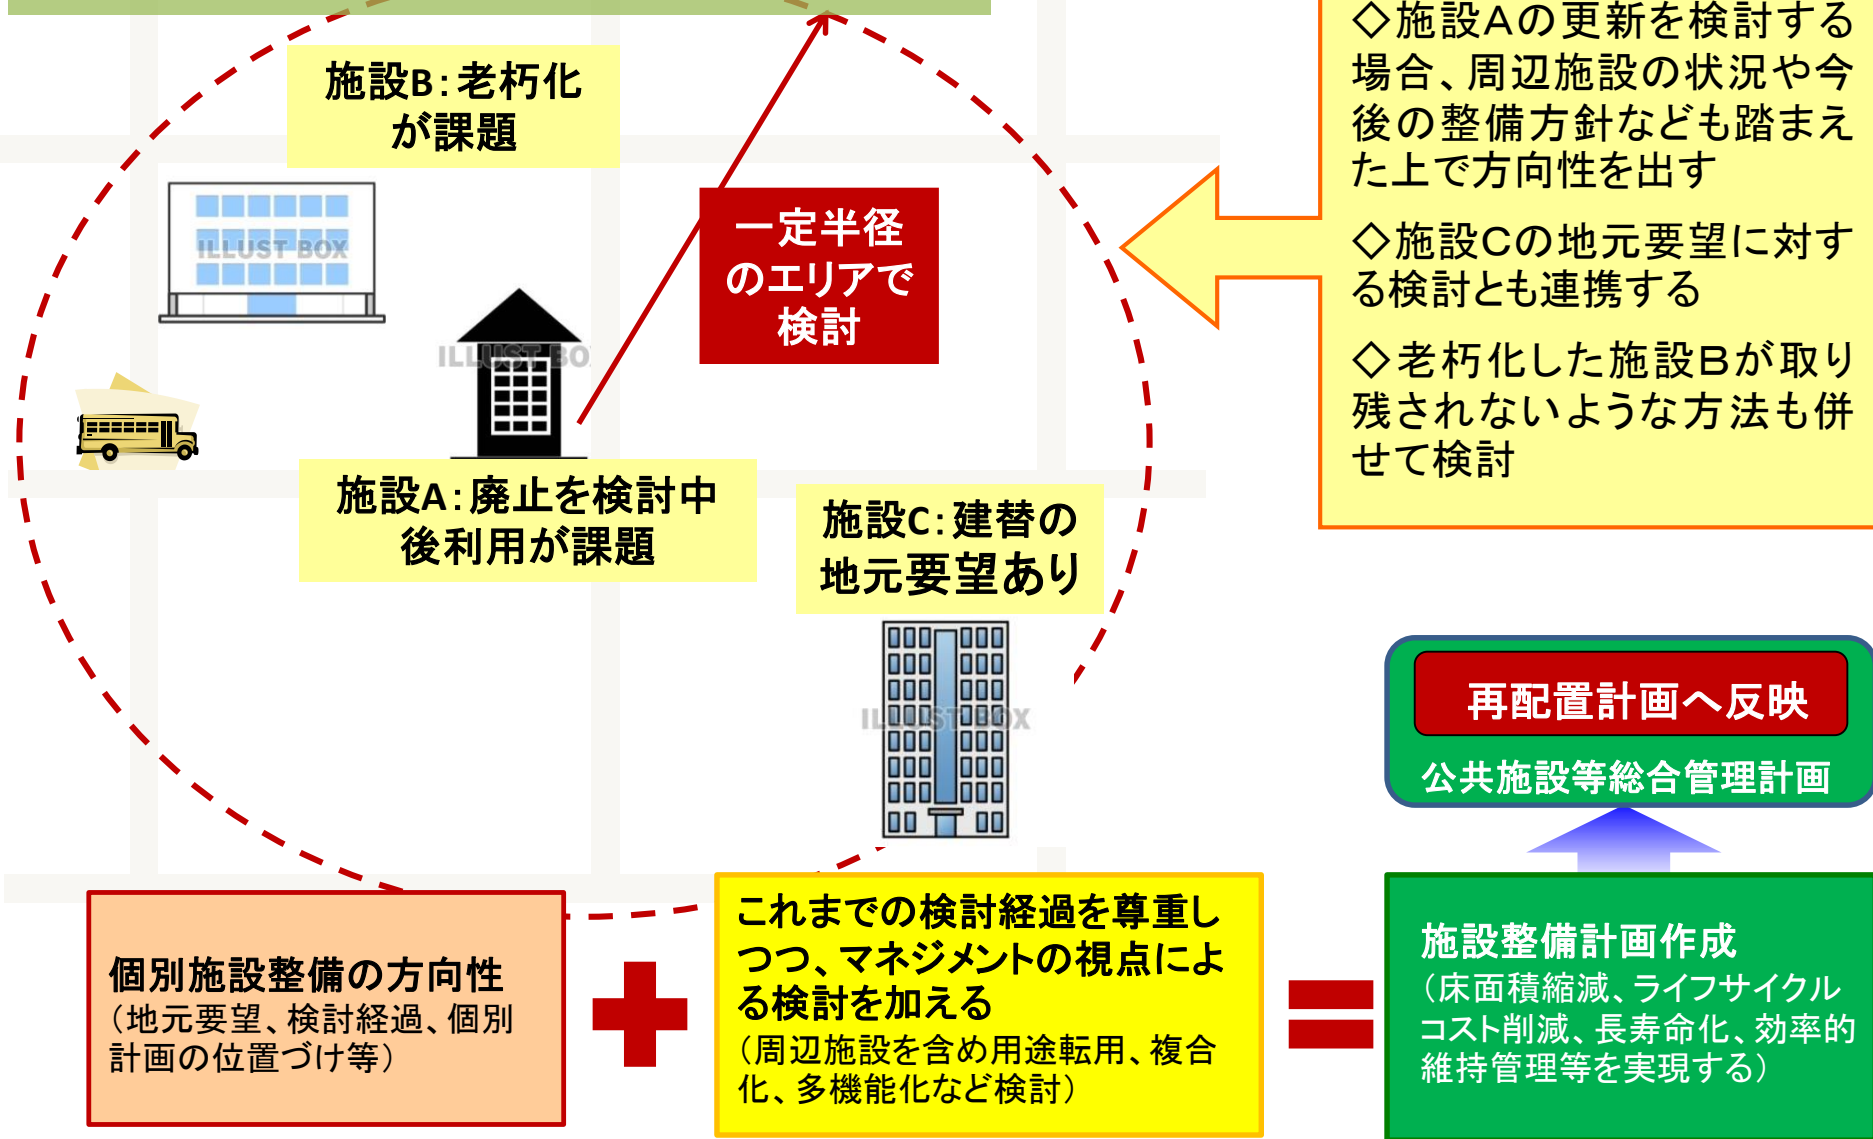 施設B：老朽化
が課題
ILLUST BOX
一定半径
のエリアで
検討
ILLUST BO
施設A：廃止を検討中
後利用が課題
施設C：建替の
地元要望あり
ILLUST BOX
◇施設Aの更新を検討する
場合、周辺施設の状況や今
後の整備方針なども踏まえ
た上で方向性を出す
◇施設Cの地元要望に対す
る検討とも連携する
◇老朽化した施設Bが取り
残されないような方法も併
せて検討
再配置計画へ反映
公共施設等総合管理計画
個別施設整備の方向性
（地元要望、検討経過、個別
計画の位置づけ等）
これまでの検討経過を尊重し
つつ、マネジメントの視点によ
る検討を加える
（周辺施設を含め用途転用、複合
化、多機能化など検討）
施設整備計画作成
（床面積縮減、ライフサイクル
コスト削減、長寿命化、効率的
維持管理等を実現する）